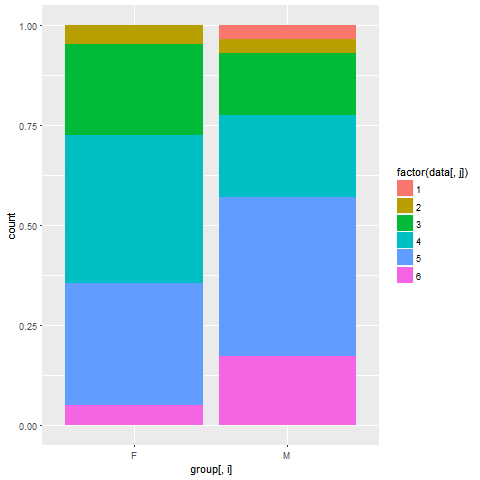 1.00
0.75
0.50
0.25
0.00
count
F M
group[, i]
factor(data[, j])
1
2
3
4
5
6